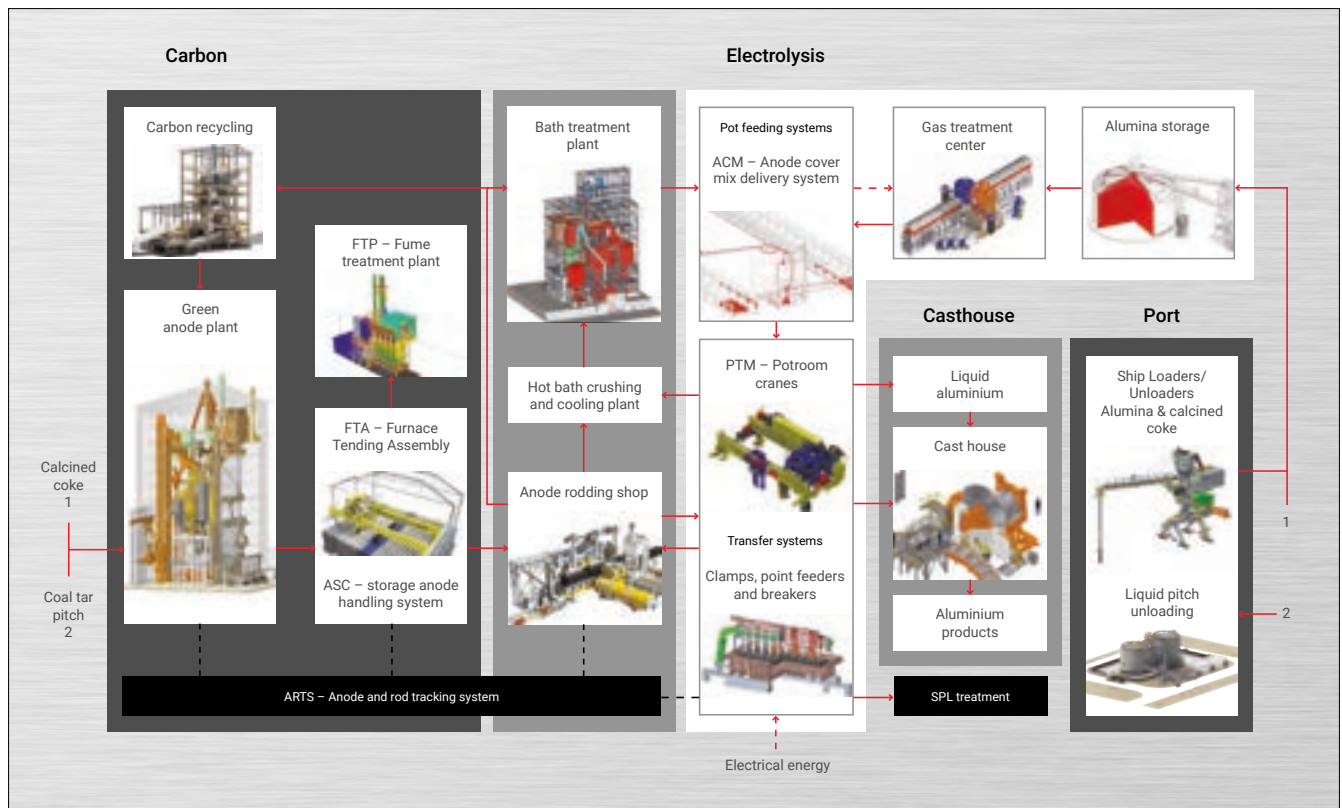 Carbon
Electrolysis
Carbon recycling
Bath treatment
plant
Pot feeding systems
ACM – Anode cover
mix delivery system
Gas treatment
center
Alumina storage
FTP – Fume
treatment plant
Green
anode plant
Casthouse
Port
Hot bath crushing
and cooling plant
PTM – Potroom
cranes
Liquid
aluminium
Ship Loaders/
Unloaders
Alumina & calcined
coke
FTA – Furnace
Tending Assembly
Cast house
Calcined
coke
1
Anode rodding shop
1
Transfer systems
Clamps, point feeders
and breakers
ASC – storage anode
handling system
Coal tar
pitch
2
Aluminium
products
Liquid pitch
unloading
2
ARTS – Anode and rod tracking system
SPL treatment
Electrical energy